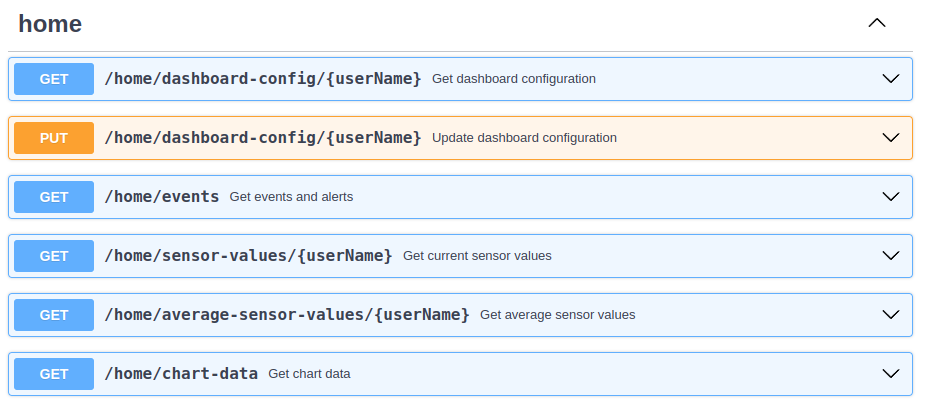 home
GET /home/dashboard-config/{userName} Get dashboard configuration
PUT /home/dashboard-config/{userName} Update dashboard configuration
GET /home/events Get events and alerts
GET /home/sensor-values/{userName} Get current sensor values
GET /home/average-sensor-values/{userName} Get average sensor values
GET /home/chart-data Get chart data